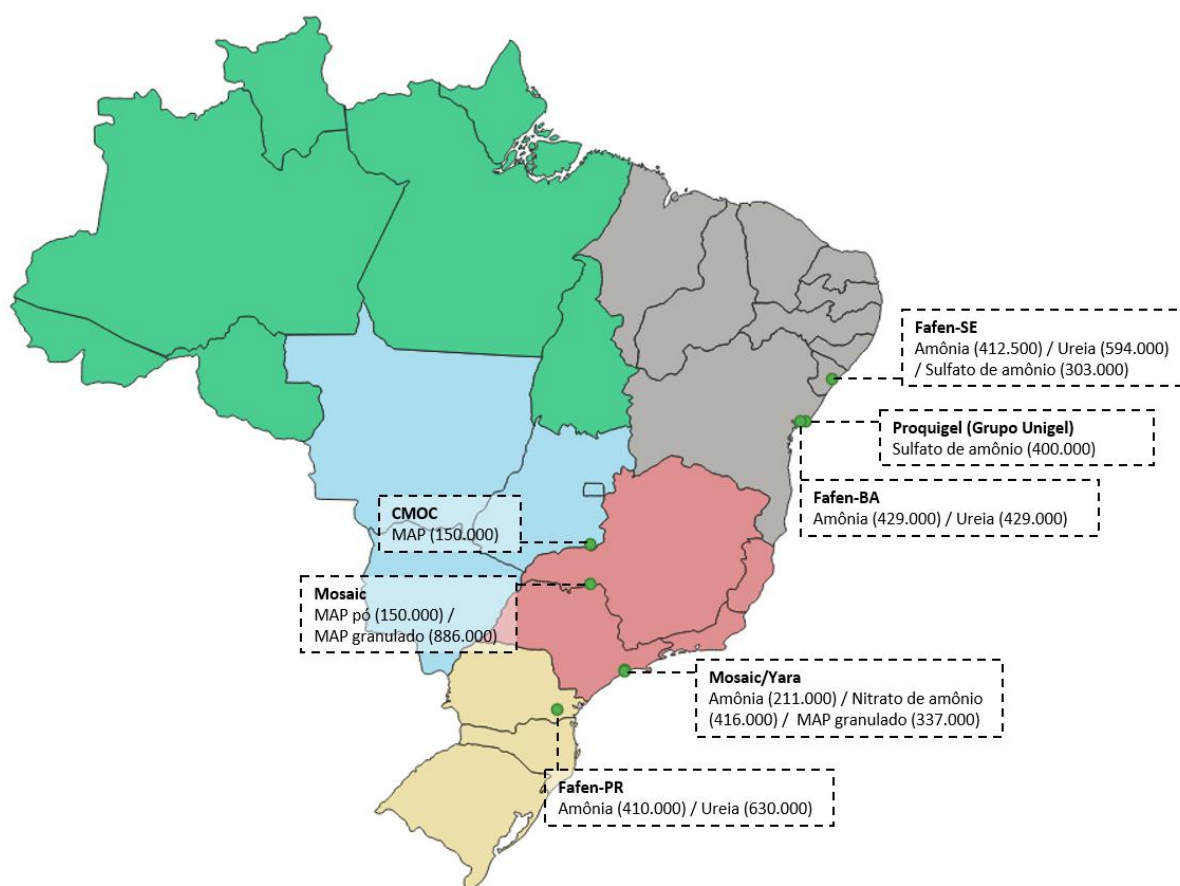 Fafen-SE
Amônia (412.500) / Ureia (594.000)
/ Sulfato de amônio (303.000)
Proquigel (Grupo Unigel)
Sulfato de amônio (400.000)
Fafen-BA
Amônia (429.000) / Ureia (429.000)
CMOC
MAP (150.000)
Mosaic
MAP pó (150.000) /
MAP granulado (886.000)
Mosaic/Yara
Amônia (211.000) / Nitrato de amônio
(416.000) / MAP granulado (337.000)
Fafen-PR
Amônia (410.000) / Ureia (630.000)